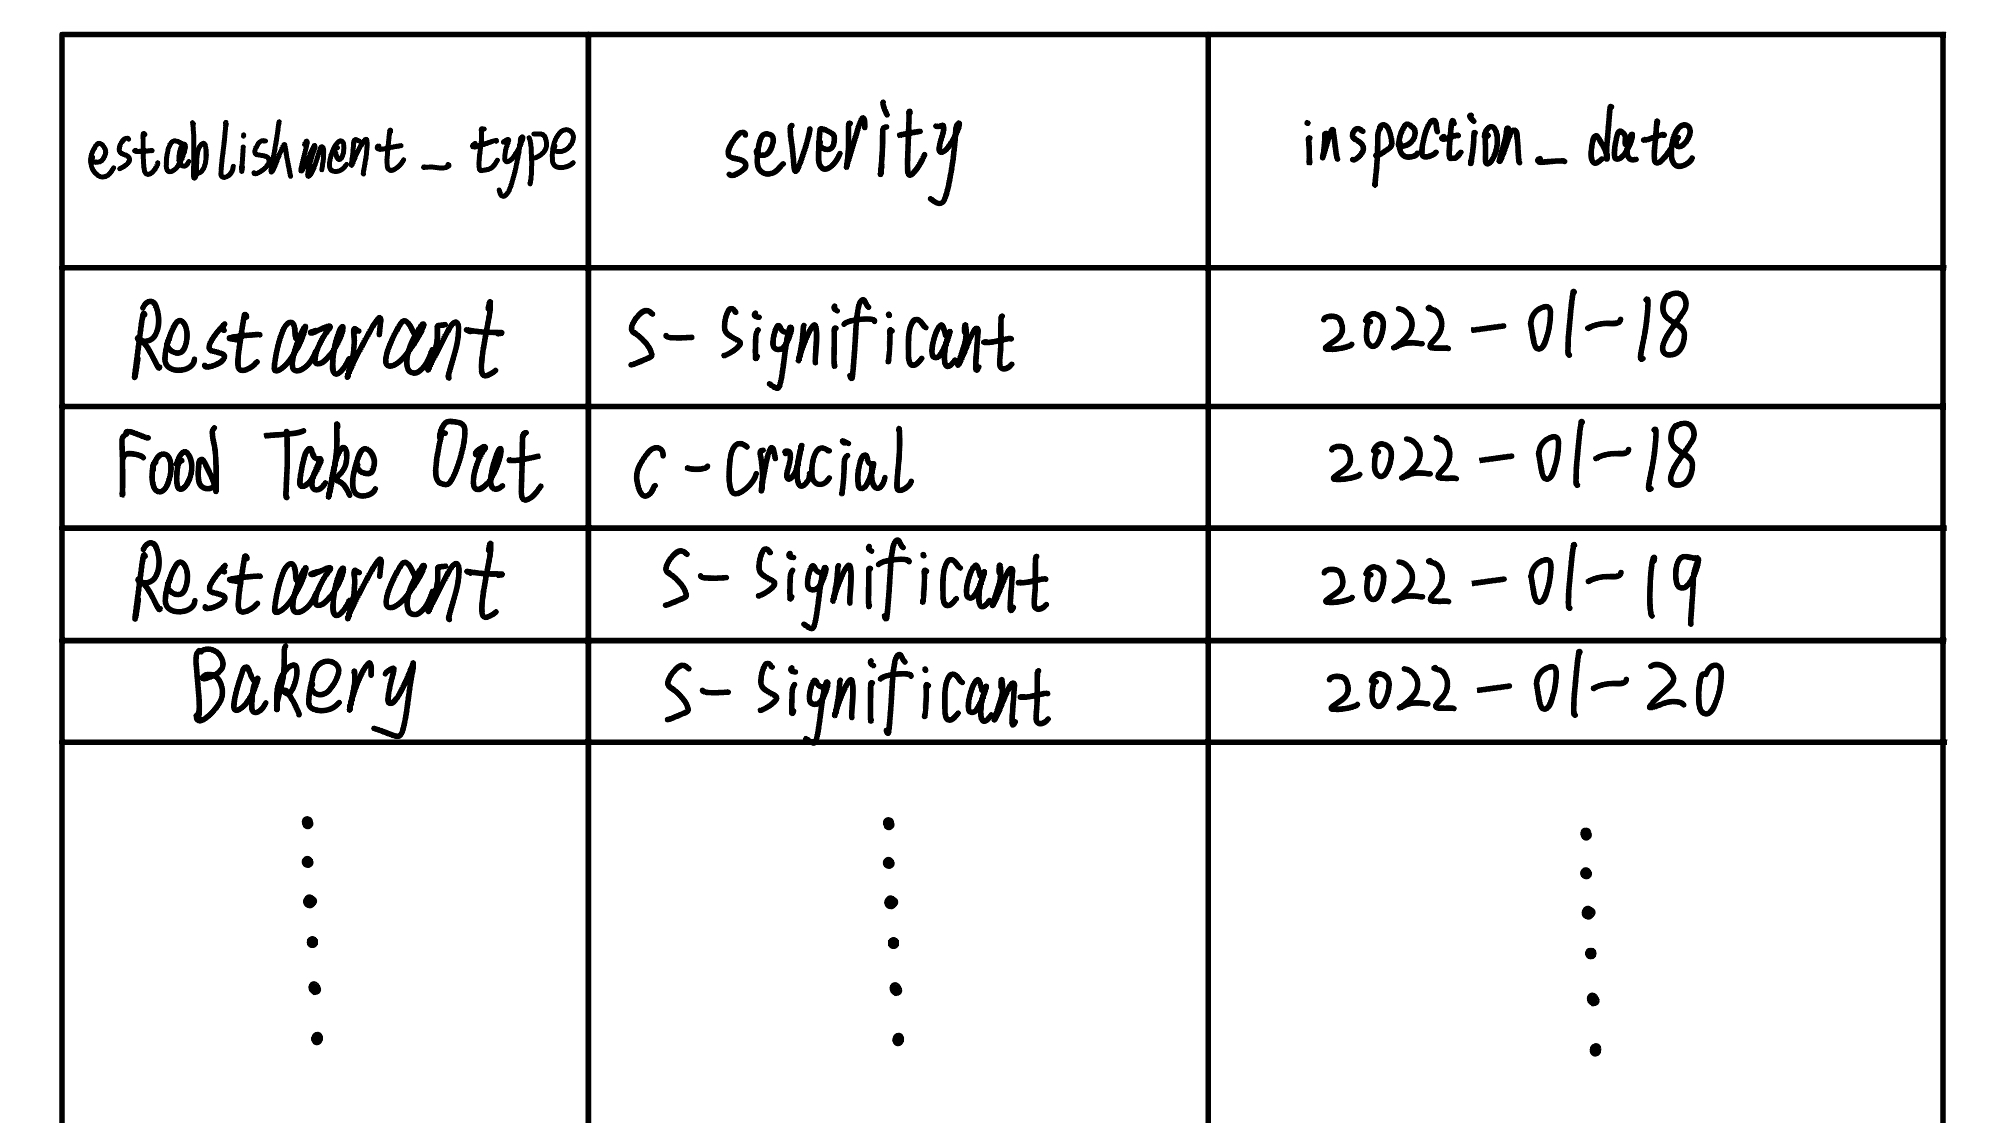 establishment_type severity inspection_date
Restaurant S-Significant 2022-01-18
Food Take Out C-Crucial 2022-01-18
Restaurant S-Significant 2022-01-19
Bakery S-Significant 2022-01-20